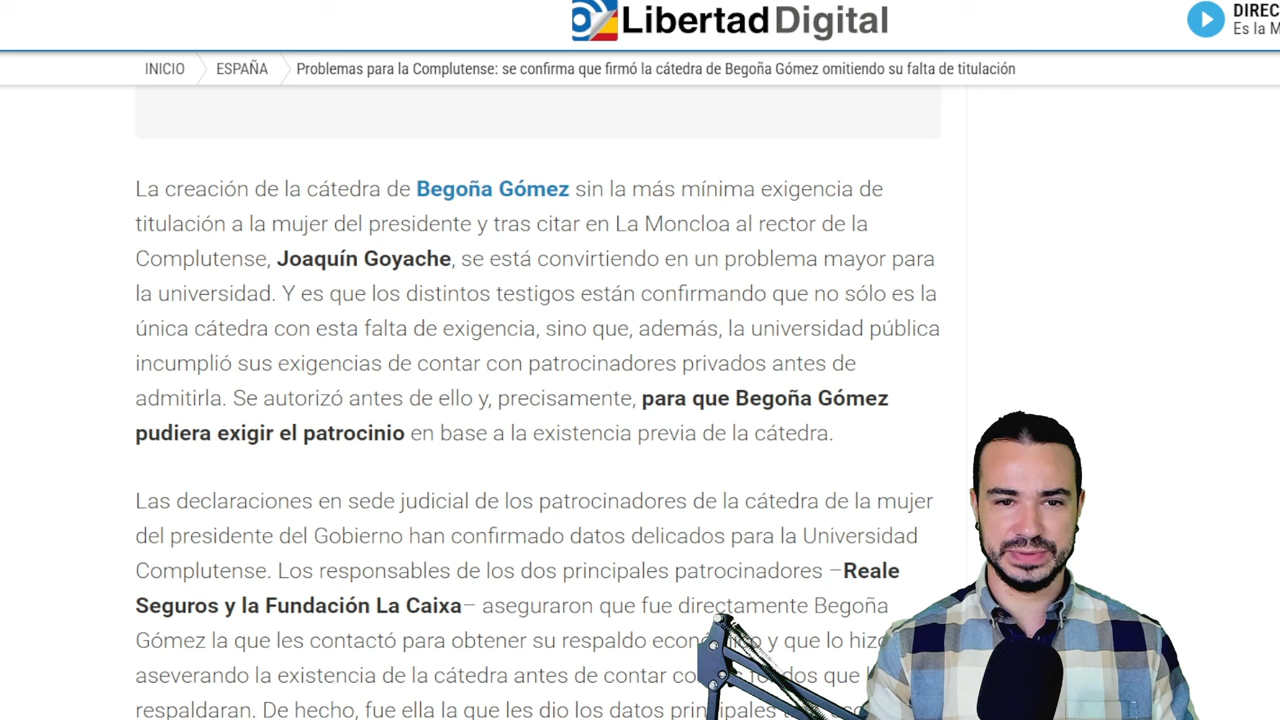 Libertad Digital
DIREC
Es la M
INICIO
ESPAÑA
Problemas para la Complutense: se confirma que firmó la cátedra de Begoña Gómez omitiendo su falta de titulación
La creación de la cátedra de Begoña Gómez sin la más mínima exigencia de
titulación a la mujer del presidente y tras citar en La Moncloa al rector de la
Complutense, Joaquín Goyache, se está convirtiendo en un problema mayor para
la universidad. Y es que los distintos testigos están confirmando que no sólo es la
única cátedra con esta falta de exigencia, sino que, además, la universidad pública
incumplió sus exigencias de contar con patrocinadores privados antes de
admitirla. Se autorizó antes de ello y, precisamente, para que Begoña Gómez
pudiera exigir el patrocinio en base a la existencia previa de la cátedra.
Las declaraciones en sede judicial de los patrocinadores de la cátedra de la mujer
del presidente del Gobierno han confirmado datos delicados para la Universidad
Complutense. Los responsables de los dos principales patrocinadores –Reale
Seguros y la Fundación La Caixa– aseguraron que fue directamente Begoña
Gómez la que les contactó para obtener su respaldo económico y que lo hizo
aseverando la existencia de la cátedra antes de contar
respaldaran. De hecho, fue ella la que les dio los datos